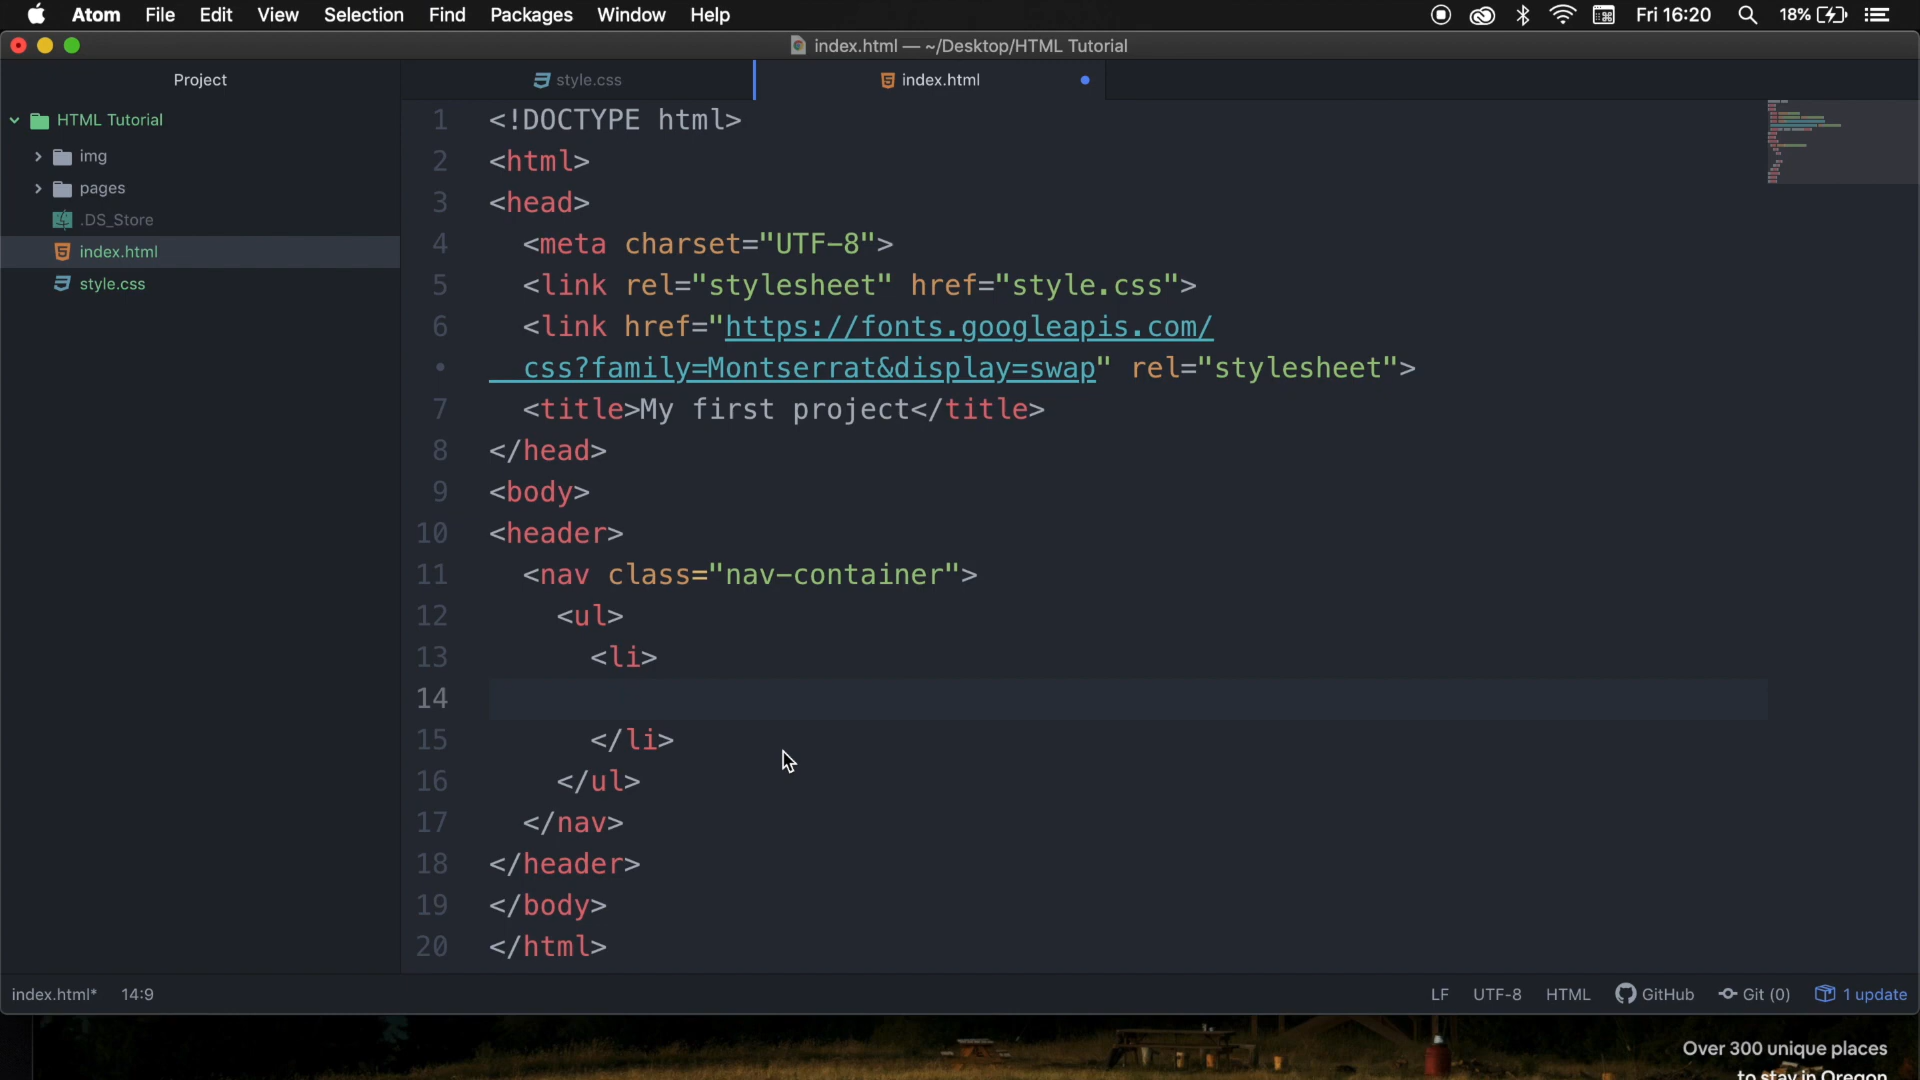 Atom File Edit View Selection Find Packages Window Help Fri 16:20 18%
index.html — ~/Desktop/HTML Tutorial
Project
style.css
index.html
HTML Tutorial
img
pages
.DS_Store
index.html
style.css
1 <!DOCTYPE html>
2 <html>
3 <head>
4 <meta charset="UTF-8">
5 <link rel="stylesheet" href="style.css">
6 <link href="https://fonts.googleapis.com/
• css?family=Montserrat&display=swap" rel="stylesheet">
7 <title>My first project</title>
8 </head>
9 <body>
10 <header>
11 <nav class="nav-container">
12 <ul>
13 <li>
14
15 </li>
16 </ul>
17 </nav>
18 </header>
19 </body>
20 </html>
index.html* 14:9 LF UTF-8 HTML GitHub Git (0) 1 update
Over 300 unique places
to stay in Oregon